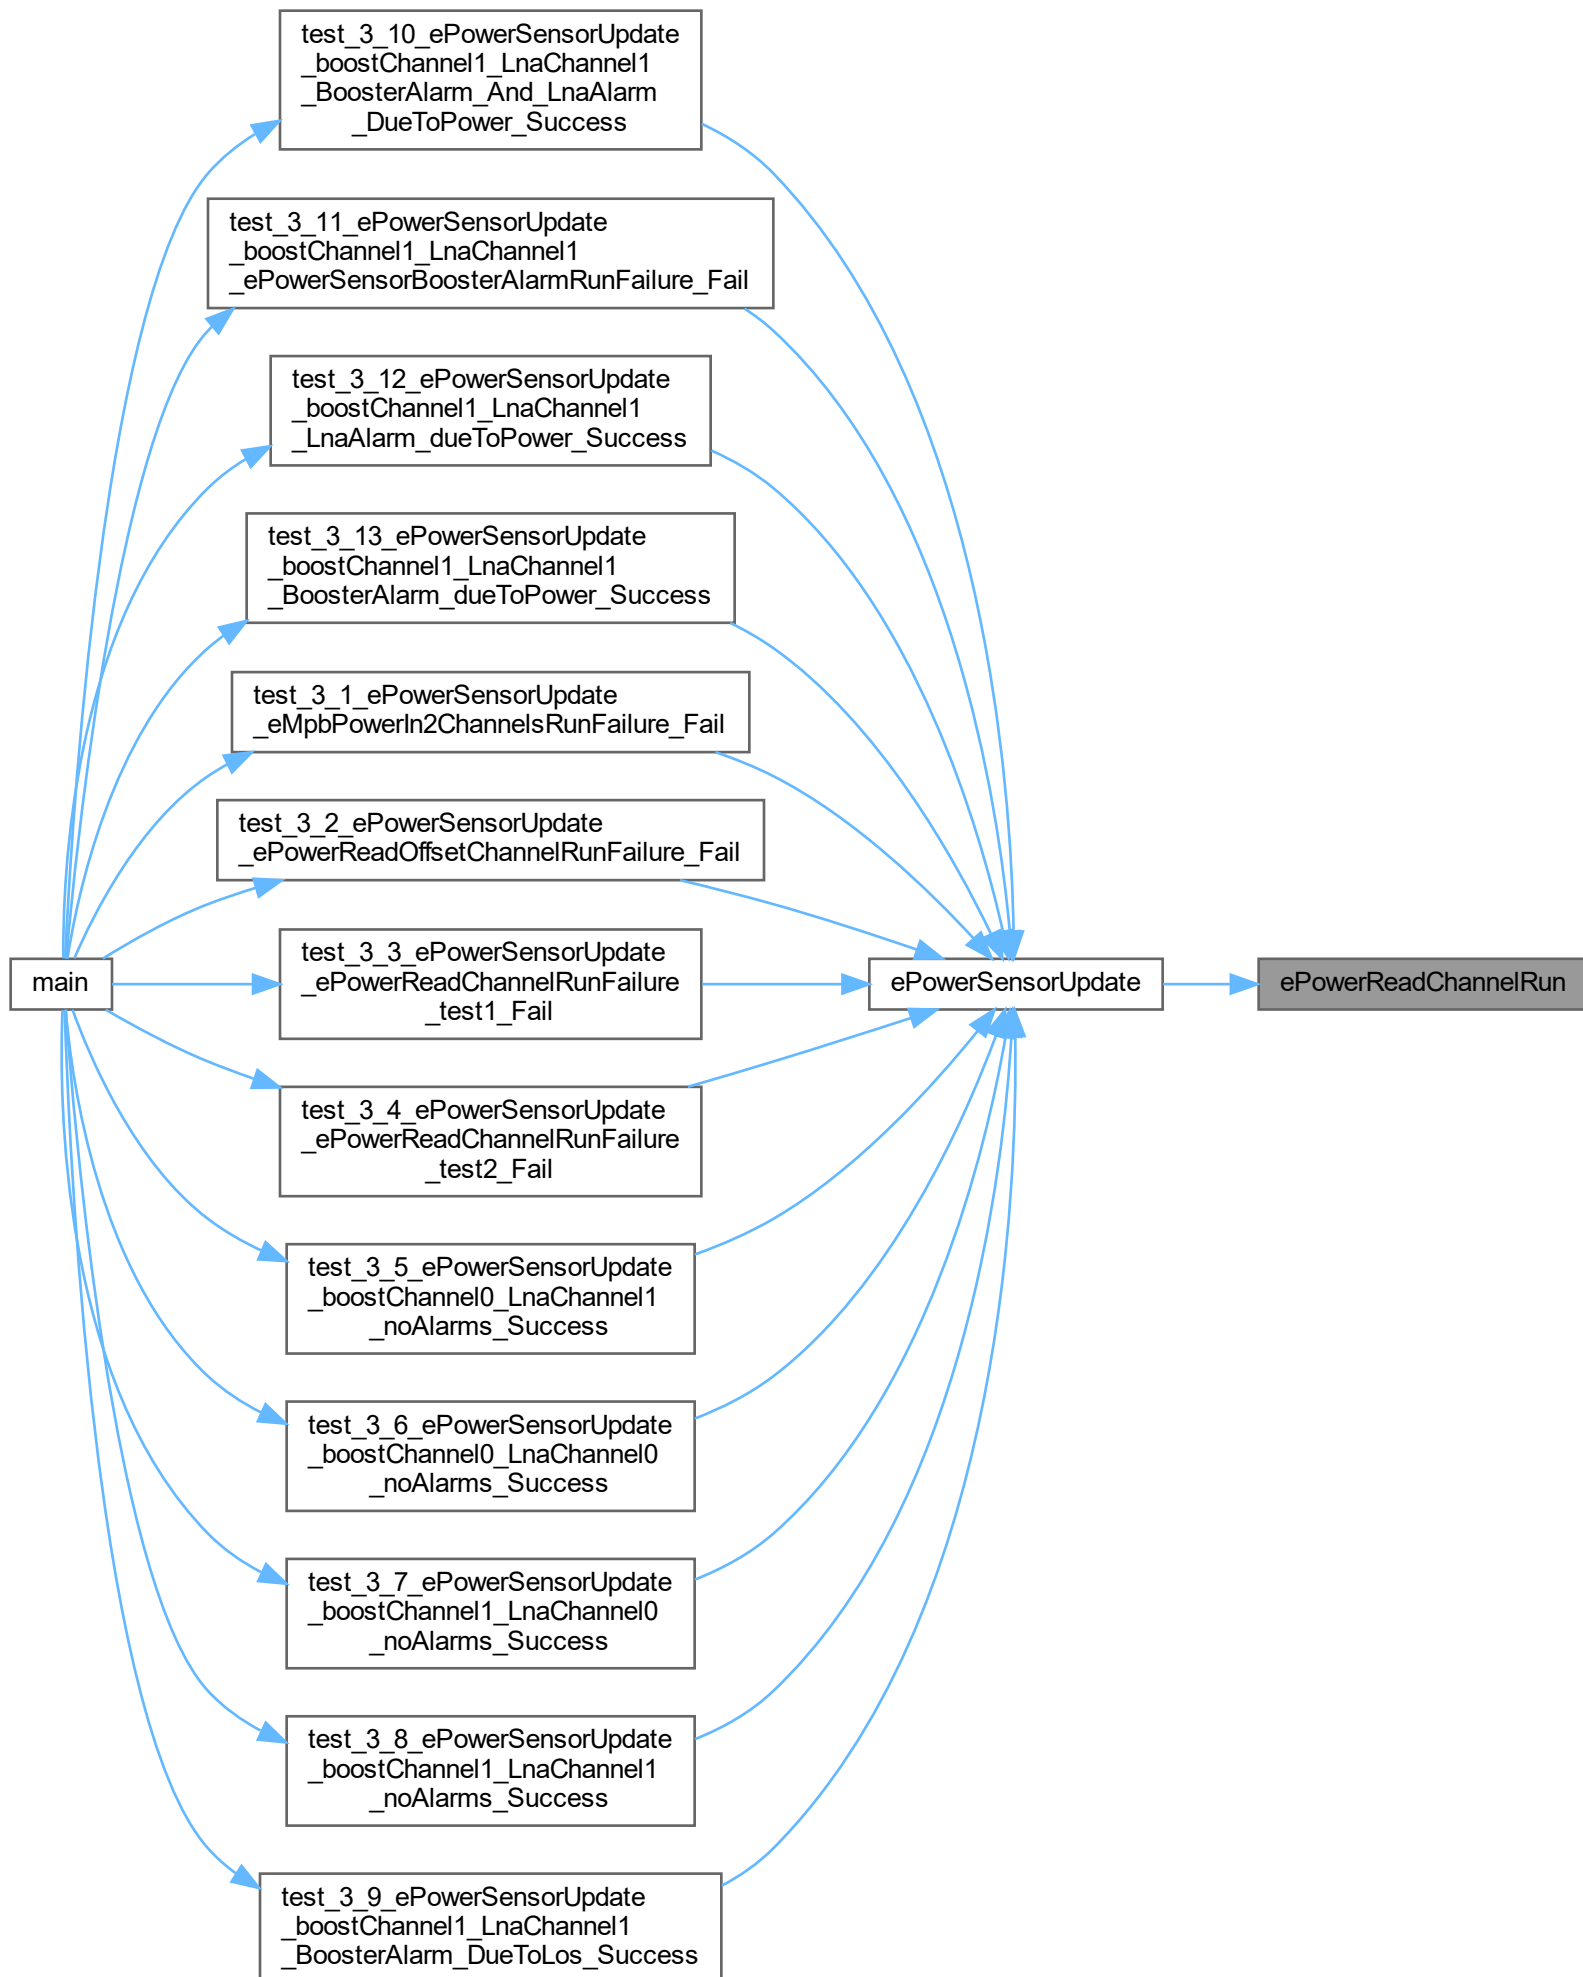 test_3_10_ePowerSensorUpdate
_boostChannel1_LnaChannel1
_BoosterAlarm_And_LnaAlarm
_DueToPower_Success
test_3_11_ePowerSensorUpdate
_boostChannel1_LnaChannel1
_ePowerSensorBoosterAlarmRunFailure_Fail
test_3_12_ePowerSensorUpdate
_boostChannel1_LnaChannel1
_LnaAlarm_dueToPower_Success
test_3_13_ePowerSensorUpdate
_boostChannel1_LnaChannel1
_BoosterAlarm_dueToPower_Success
test_3_1_ePowerSensorUpdate
_eMpbPowerIn2ChannelsRunFailure_Fail
test_3_2_ePowerSensorUpdate
_ePowerReadOffsetChannelRunFailure_Fail
main
test_3_3_ePowerSensorUpdate
_ePowerReadChannelRunFailure
_test1_Fail
ePowerSensorUpdate
ePowerReadChannelRun
test_3_4_ePowerSensorUpdate
_ePowerReadChannelRunFailure
_test2_Fail
test_3_5_ePowerSensorUpdate
_boostChannel0_LnaChannel1
_noAlarms_Success
test_3_6_ePowerSensorUpdate
_boostChannel0_LnaChannel0
_noAlarms_Success
test_3_7_ePowerSensorUpdate
_boostChannel1_LnaChannel0
_noAlarms_Success
test_3_8_ePowerSensorUpdate
_boostChannel1_LnaChannel1
_noAlarms_Success
test_3_9_ePowerSensorUpdate
_boostChannel1_LnaChannel1
_BoosterAlarm_DueToLos_Success